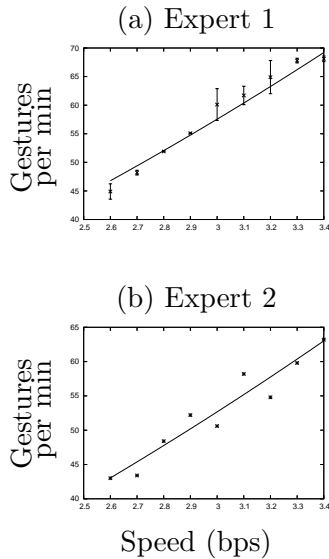 (a) Expert 1
Gestures
per min
70
65
60
55
50
45
40
2.5 2.6 2.7 2.8 2.9 3 3.1 3.2 3.3 3.4
(b) Expert 2
Gestures
per min
65
60
55
50
45
40
2.5 2.6 2.7 2.8 2.9 3 3.1 3.2 3.3 3.4
Speed (bps)